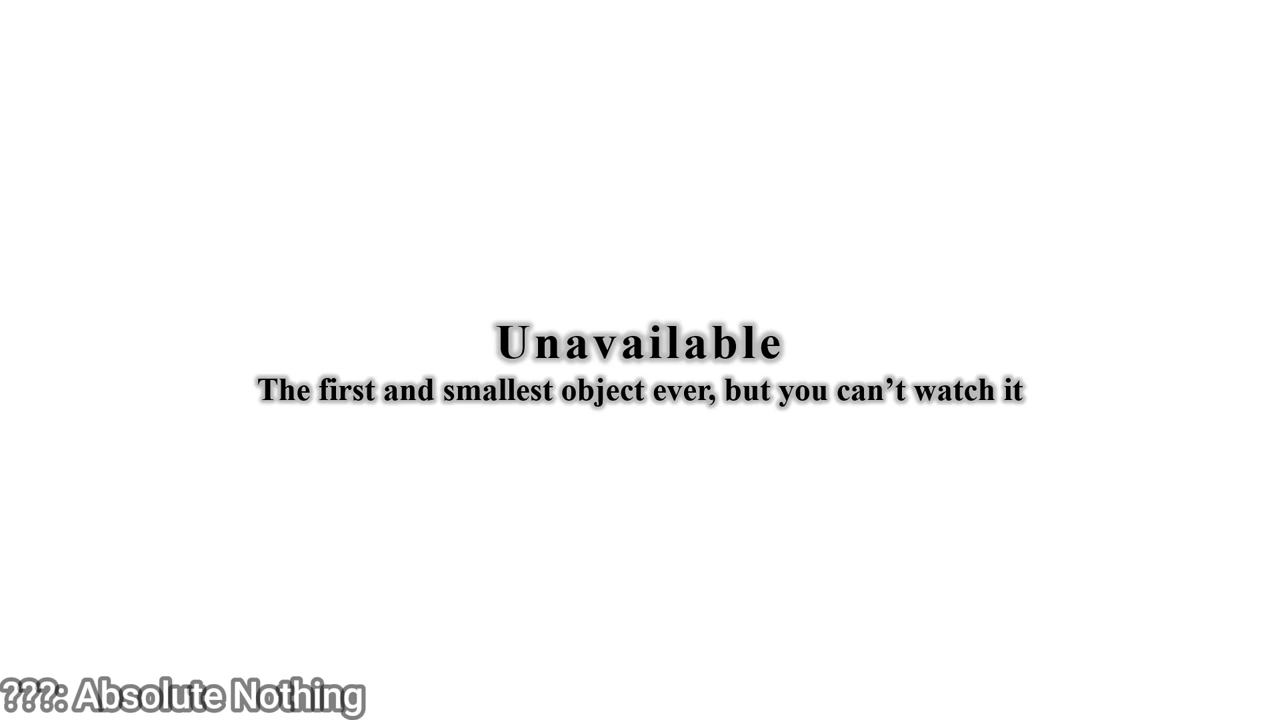 Unavailable
The first and smallest object ever, but you can’t watch it
???: Absolute Nothing